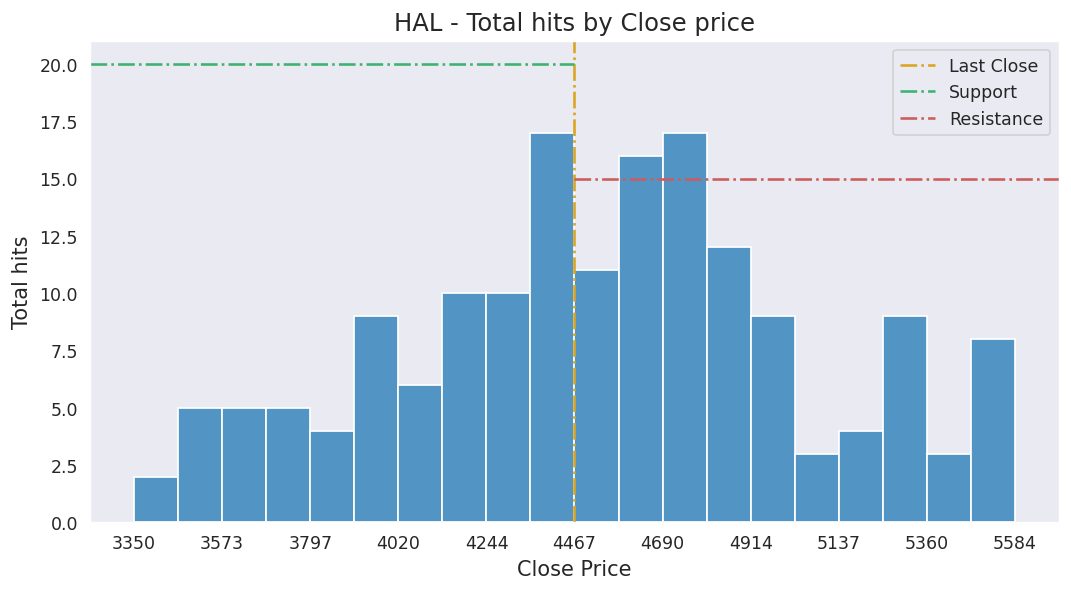 HAL - Total hits by Close price
Last Close
Support
Resistance
Total hits
20.0
17.5
15.0
12.5
10.0
7.5
5.0
2.5
0.0
3350 3573 3797 4020 4244 4467 4690 4914 5137 5360 5584
Close Price